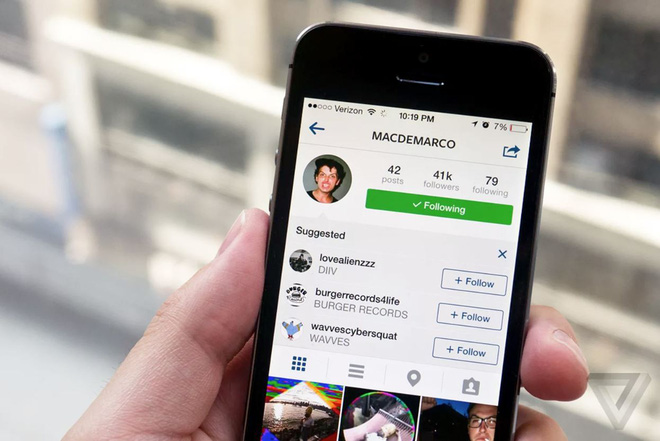 Verizon 10:19 PM 7%
MACDEMARCO
42 41k 79
posts followers following
✓ Following
Suggested
lovealienzzz
DIIV
+ Follow
burgerrecords4life
BURGER RECORDS
+ Follow
wavvescybersquat
WAVVES
+ Follow